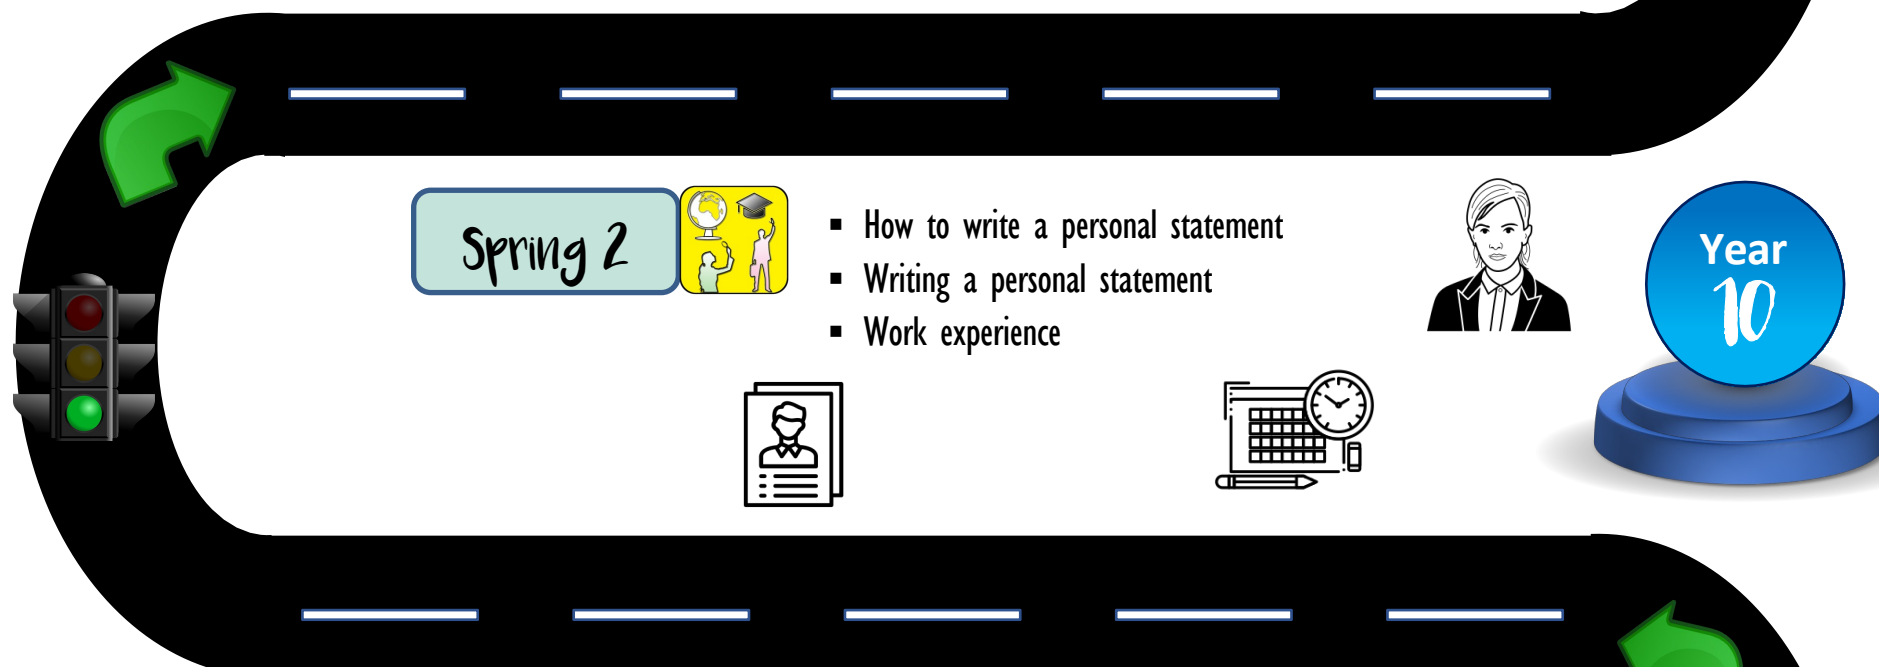 Spring 2
▪ How to write a personal statement
▪ Writing a personal statement
▪ Work experience
Year
10